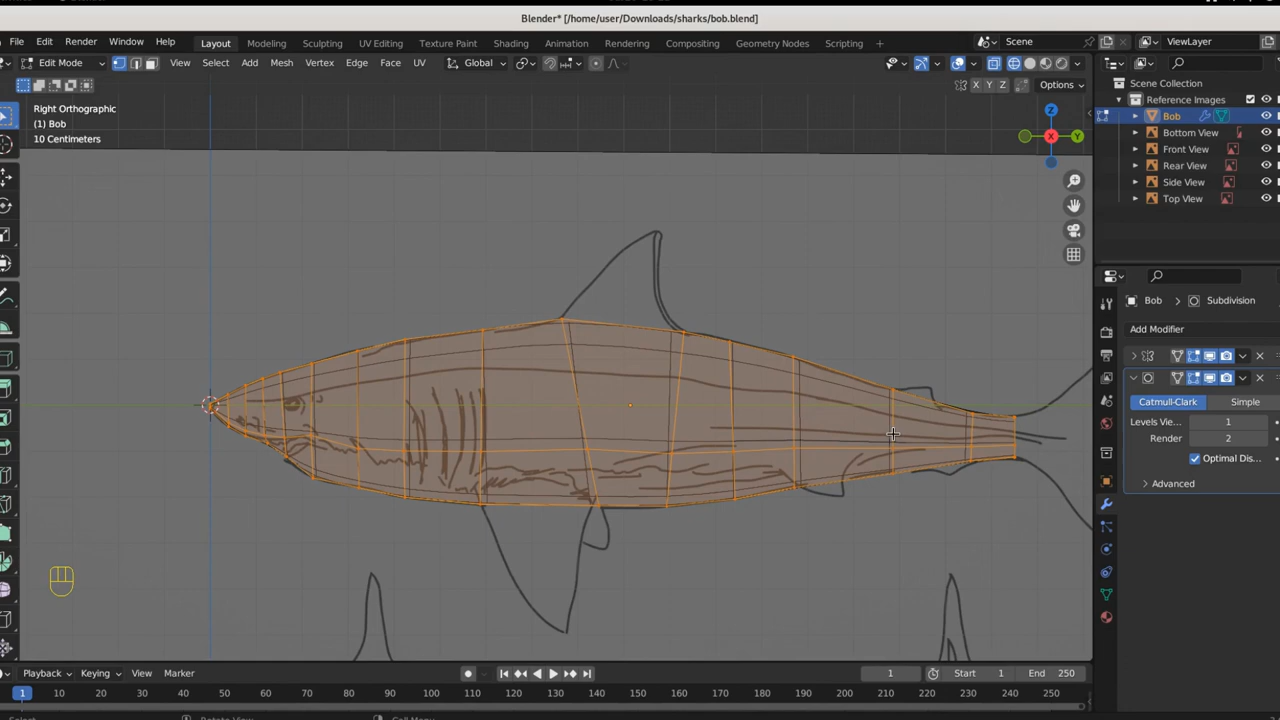 Blender* [/home/user/Downloads/sharks/bob.blend]
File Edit Render Window Help Layout Modeling Sculpting UV Editing Texture Paint Shading Animation Rendering Compositing Geometry Nodes Scripting + Scene ViewLayer
Edit Mode View Select Add Mesh Vertex Edge Face UV Global
X Y Z Options
Right Orthographic
(1) Bob
10 Centimeters
Z
X
Y
Scene Collection
Reference Images
Bob
Bottom View
Front View
Rear View
Side View
Top View
Bob > Subdivision
Add Modifier
Catmull-Clark Simple
Levels Vie... 1
Render 2
Optimal Dis...
Advanced
Playback Keying View Marker 1 Start 1 End 250
1 10 20 30 40 50 60 70 80 90 100 110 120 130 140 150 160 170 180 190 200 210 220 230 240 250